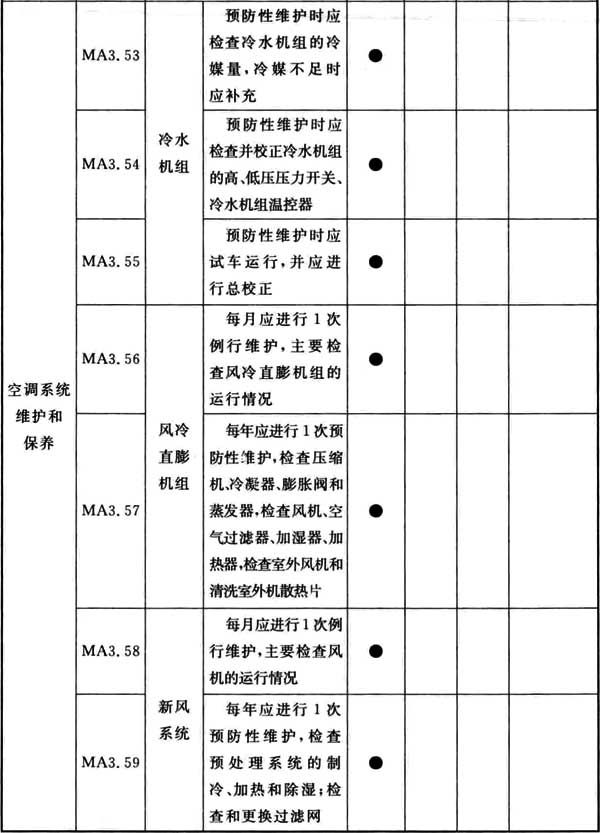 MA3.53
预防性维护时应
检查冷水机组的冷
媒量,冷媒不足时
应补充
●
冷水
机组
MA3.54
预防性维护时应
检查并校正冷水机组
的高、低压压力开关、
冷水机组温控器
●
MA3.55
预防性维护时应
试车运行,并应进
行总校正
●
空调系统
维护和
保养
MA3.56
每月应进行1次
例行维护,主要检
查风冷直膨机组的
运行情况
●
风冷
直膨
机组
MA3.57
每年应进行1次预
防性维护,检查压缩
机、冷凝器、膨胀阀和
蒸发器,检查风机、空
气过滤器、加湿器、加
热器,检查室外风机和
清洗室外机散热片
●
MA3.58
每月应进行1次例
行维护,主要检查风
机的运行情况
●
新风
系统
MA3.59
每年应进行1次
预防性维护,检查
预处理系统的制
冷、加热和除湿;检
查和更换过滤网
●